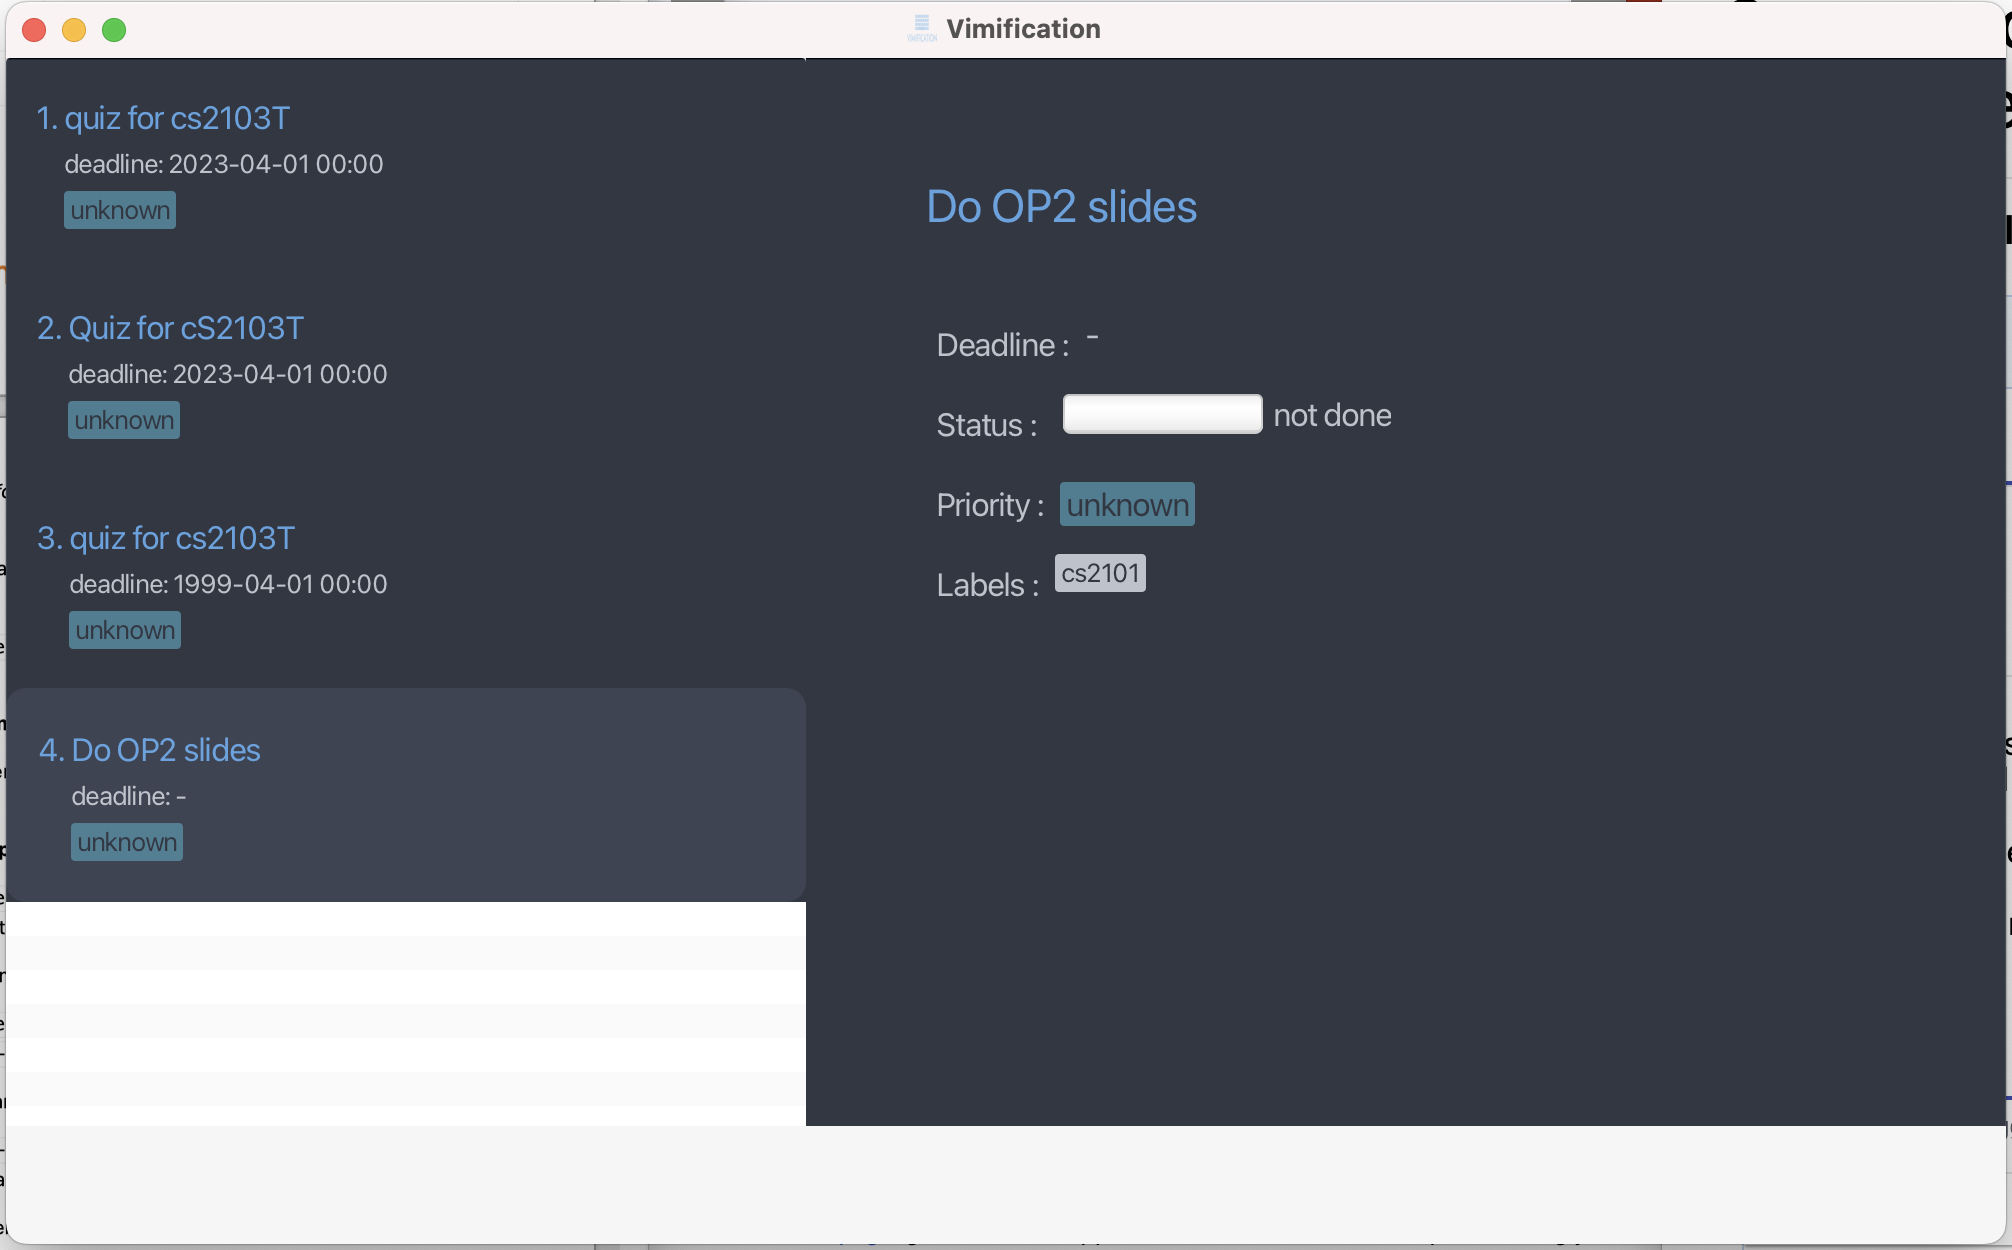 Vimification
1. quiz for cs2103T
deadline: 2023-04-01 00:00
unknown
2. Quiz for cS2103T
deadline: 2023-04-01 00:00
unknown
3. quiz for cs2103T
deadline: 1999-04-01 00:00
unknown
4. Do OP2 slides
deadline: -
unknown
Do OP2 slides
Deadline : -
Status : not done
Priority : unknown
Labels : cs2101